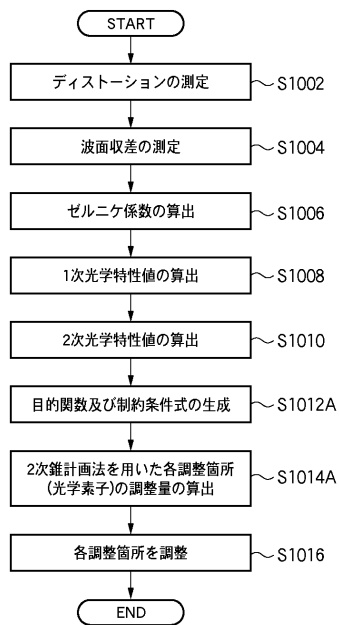 START
ディストーションの測定
S1002
波面収差の測定
S1004
ゼルニケ係数の算出
S1006
1次光学特性値の算出
S1008
2次光学特性値の算出
S1010
目的関数及び制約条件式の生成
S1012A
2次錐計画法を用いた各調整箇所
(光学素子)の調整量の算出
S1014A
各調整箇所を調整
S1016
END